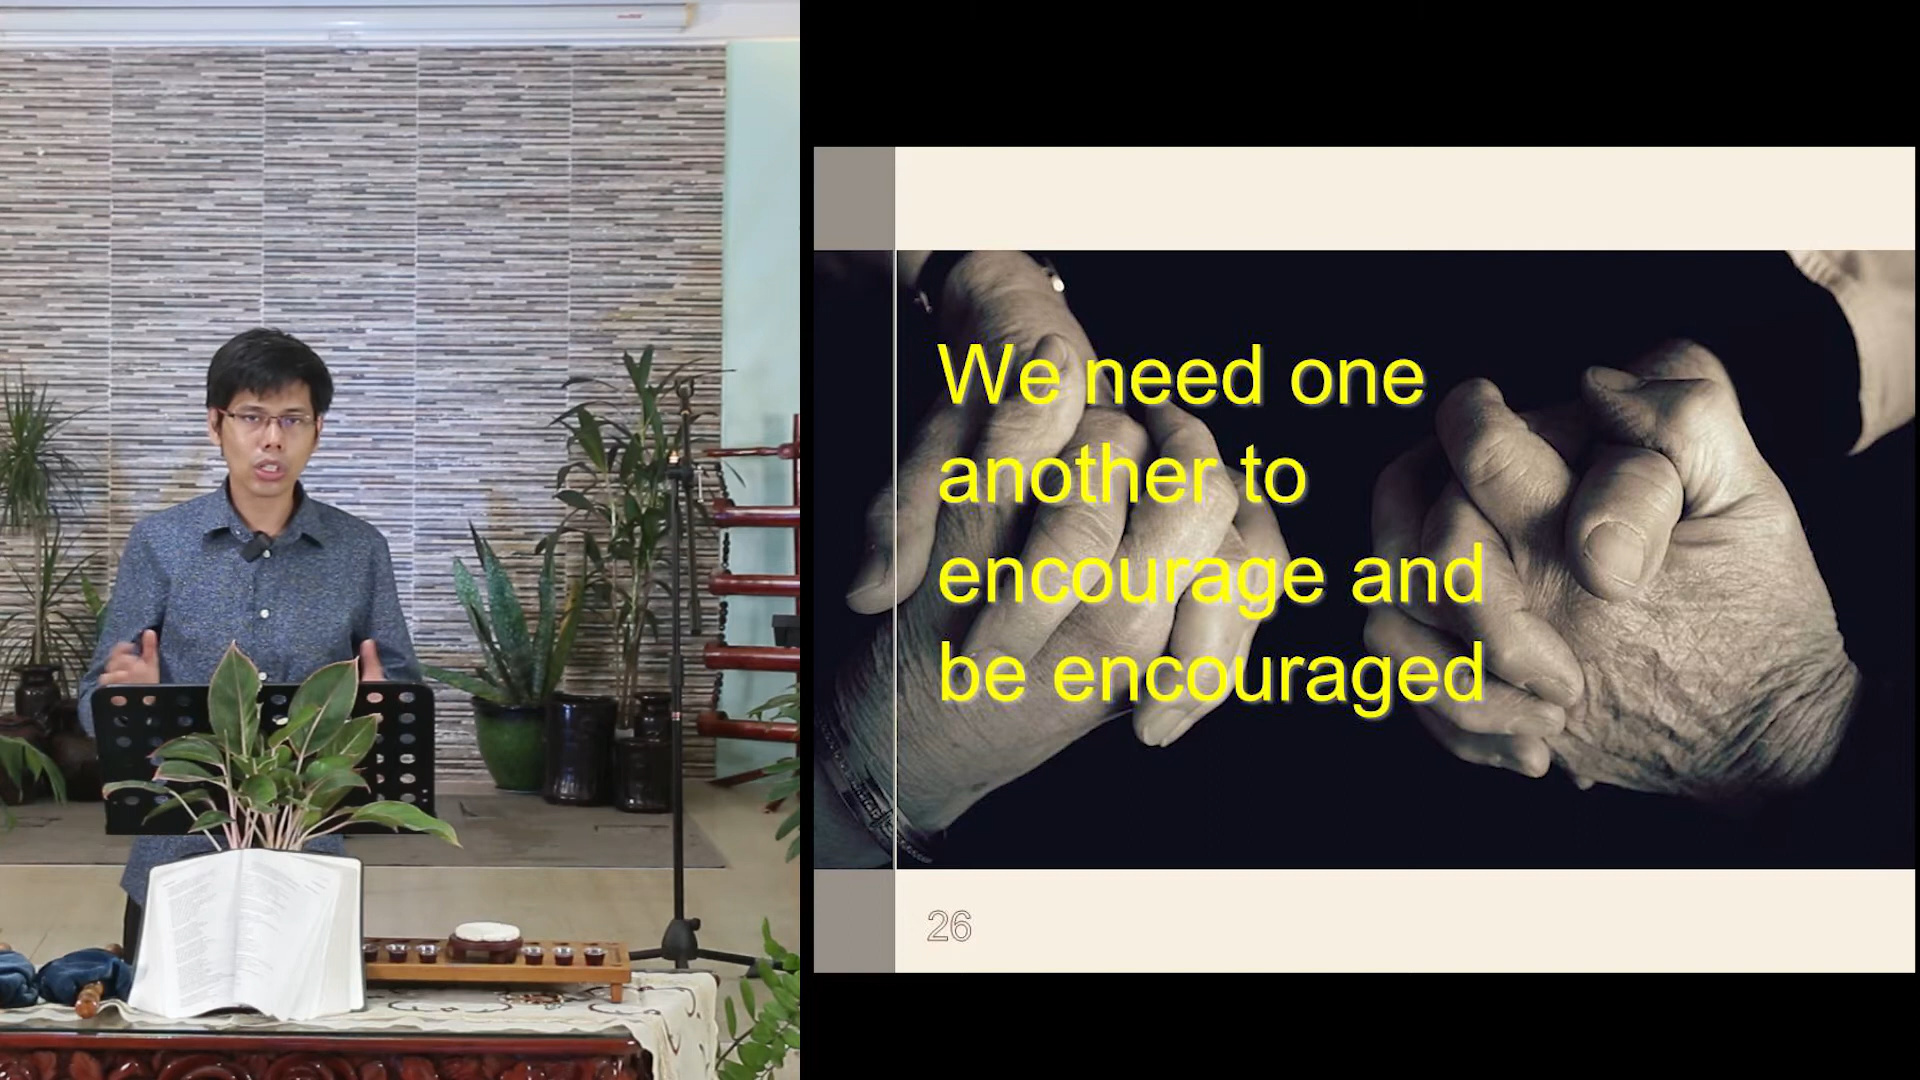 We need one
another to
encourage and
be encouraged
26